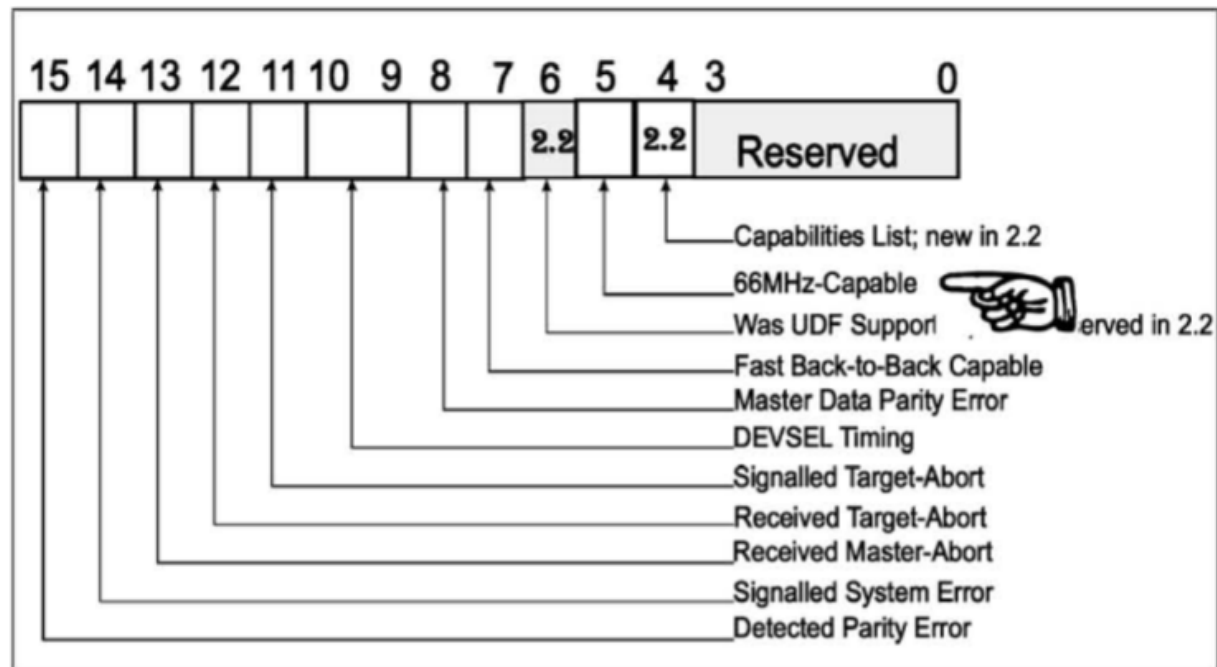 15 14 13 12 11 10 9 8 7 6 5 4 3 0
2.2 2.2 Reserved
Capabilities List; new in 2.2
66MHz-Capable
Was UDF Support erved in 2.2
Fast Back-to-Back Capable
Master Data Parity Error
DEVSEL Timing
Signalled Target-Abort
Received Target-Abort
Received Master-Abort
Signalled System Error
Detected Parity Error